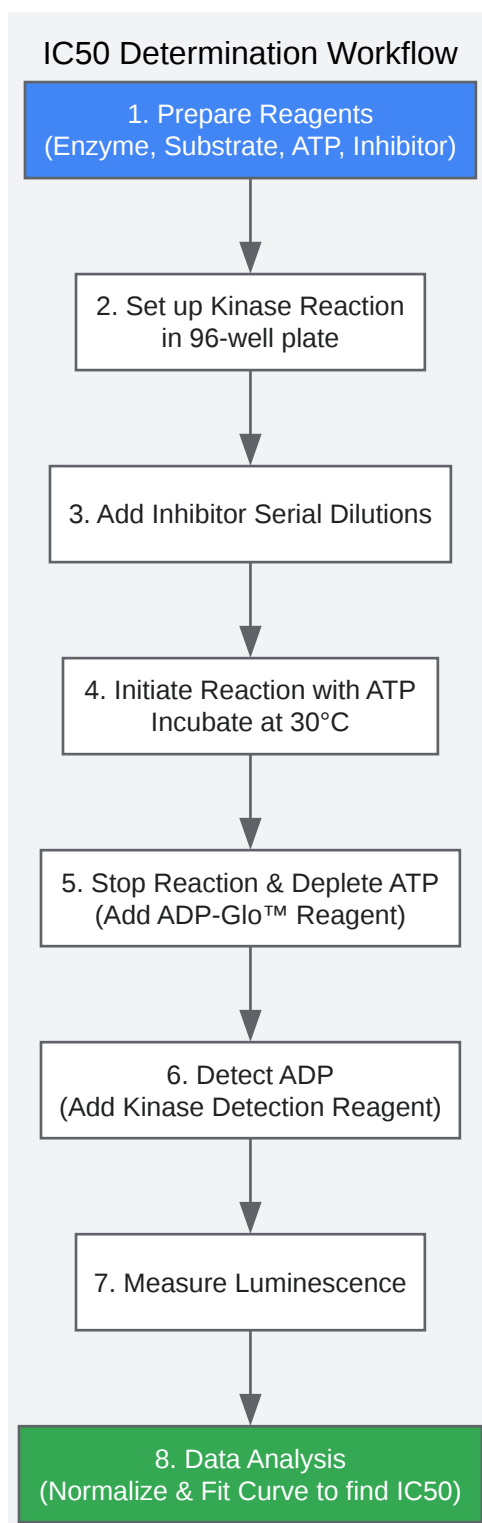 IC50 Determination Workflow
1. Prepare Reagents
(Enzyme, Substrate, ATP, Inhibitor)
2. Set up Kinase Reaction
in 96-well plate
3. Add Inhibitor Serial Dilutions
4. Initiate Reaction with ATP
Incubate at 30°C
5. Stop Reaction & Deplete ATP
(Add ADP-Glo™ Reagent)
6. Detect ADP
(Add Kinase Detection Reagent)
7. Measure Luminescence
8. Data Analysis
(Normalize & Fit Curve to find IC50)